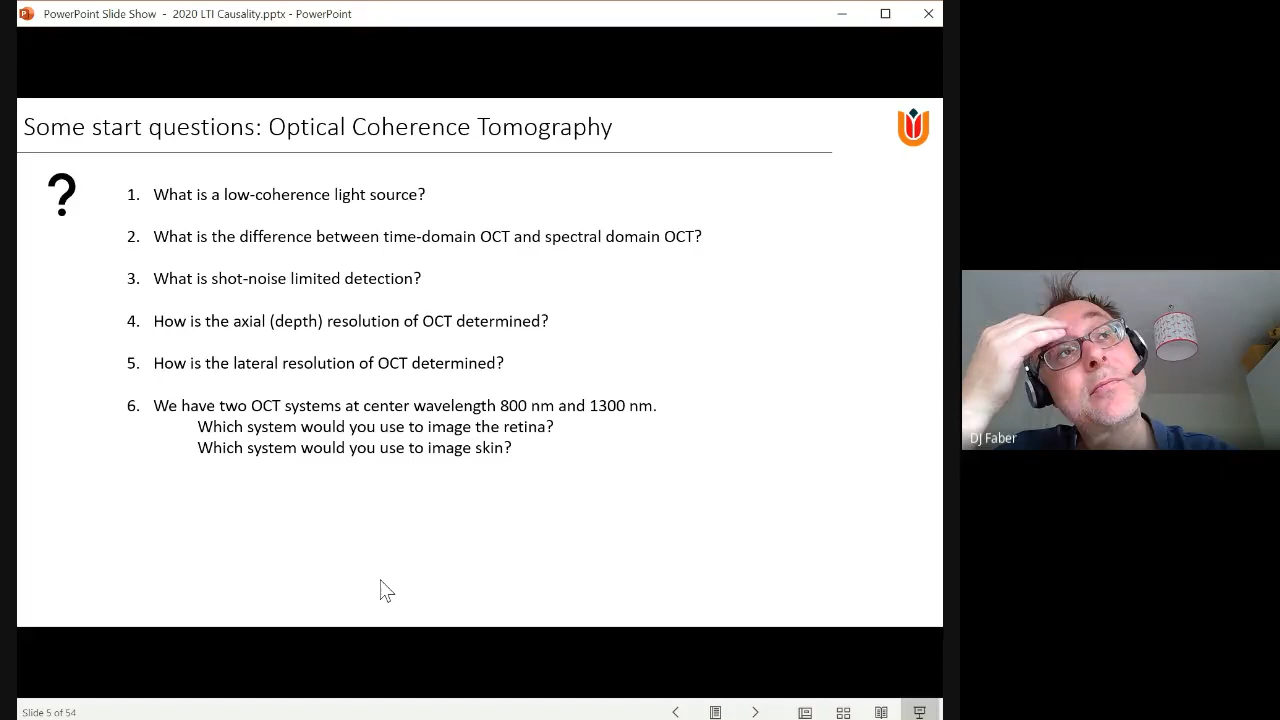 PowerPoint Slide Show - 2020 LTI Causality.pptx - PowerPoint
Some start questions: Optical Coherence Tomography
?
1. What is a low-coherence light source?
2. What is the difference between time-domain OCT and spectral domain OCT?
3. What is shot-noise limited detection?
4. How is the axial (depth) resolution of OCT determined?
5. How is the lateral resolution of OCT determined?
6. We have two OCT systems at center wavelength 800 nm and 1300 nm.
Which system would you use to image the retina?
Which system would you use to image skin?
DJ Faber
Slide 5 of 54